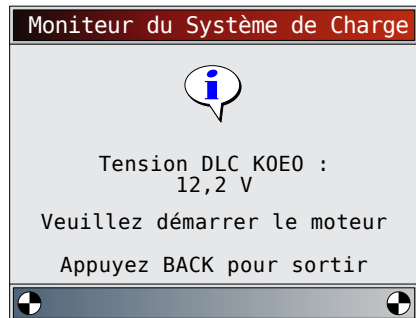 Moniteur du Système de Charge
i
Tension DLC KOEO :
12,2 V
Veuillez démarrer le moteur
Appuyez BACK pour sortir